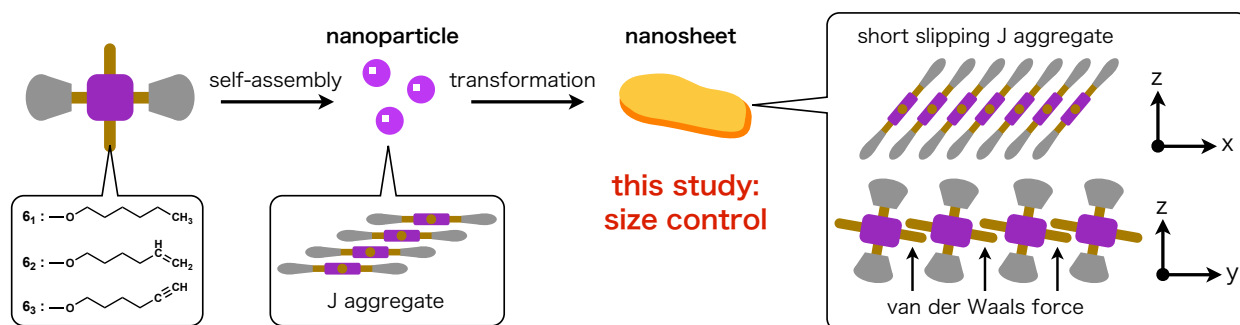 self-assembly
nanoparticle
transformation
nanosheet
this study:
size control
6₁ : —O CH₃
6₂ : —O H C CH₂
6₃ : —O C CH
J aggregate
short slipping J aggregate
z
x
z
y
van der Waals force